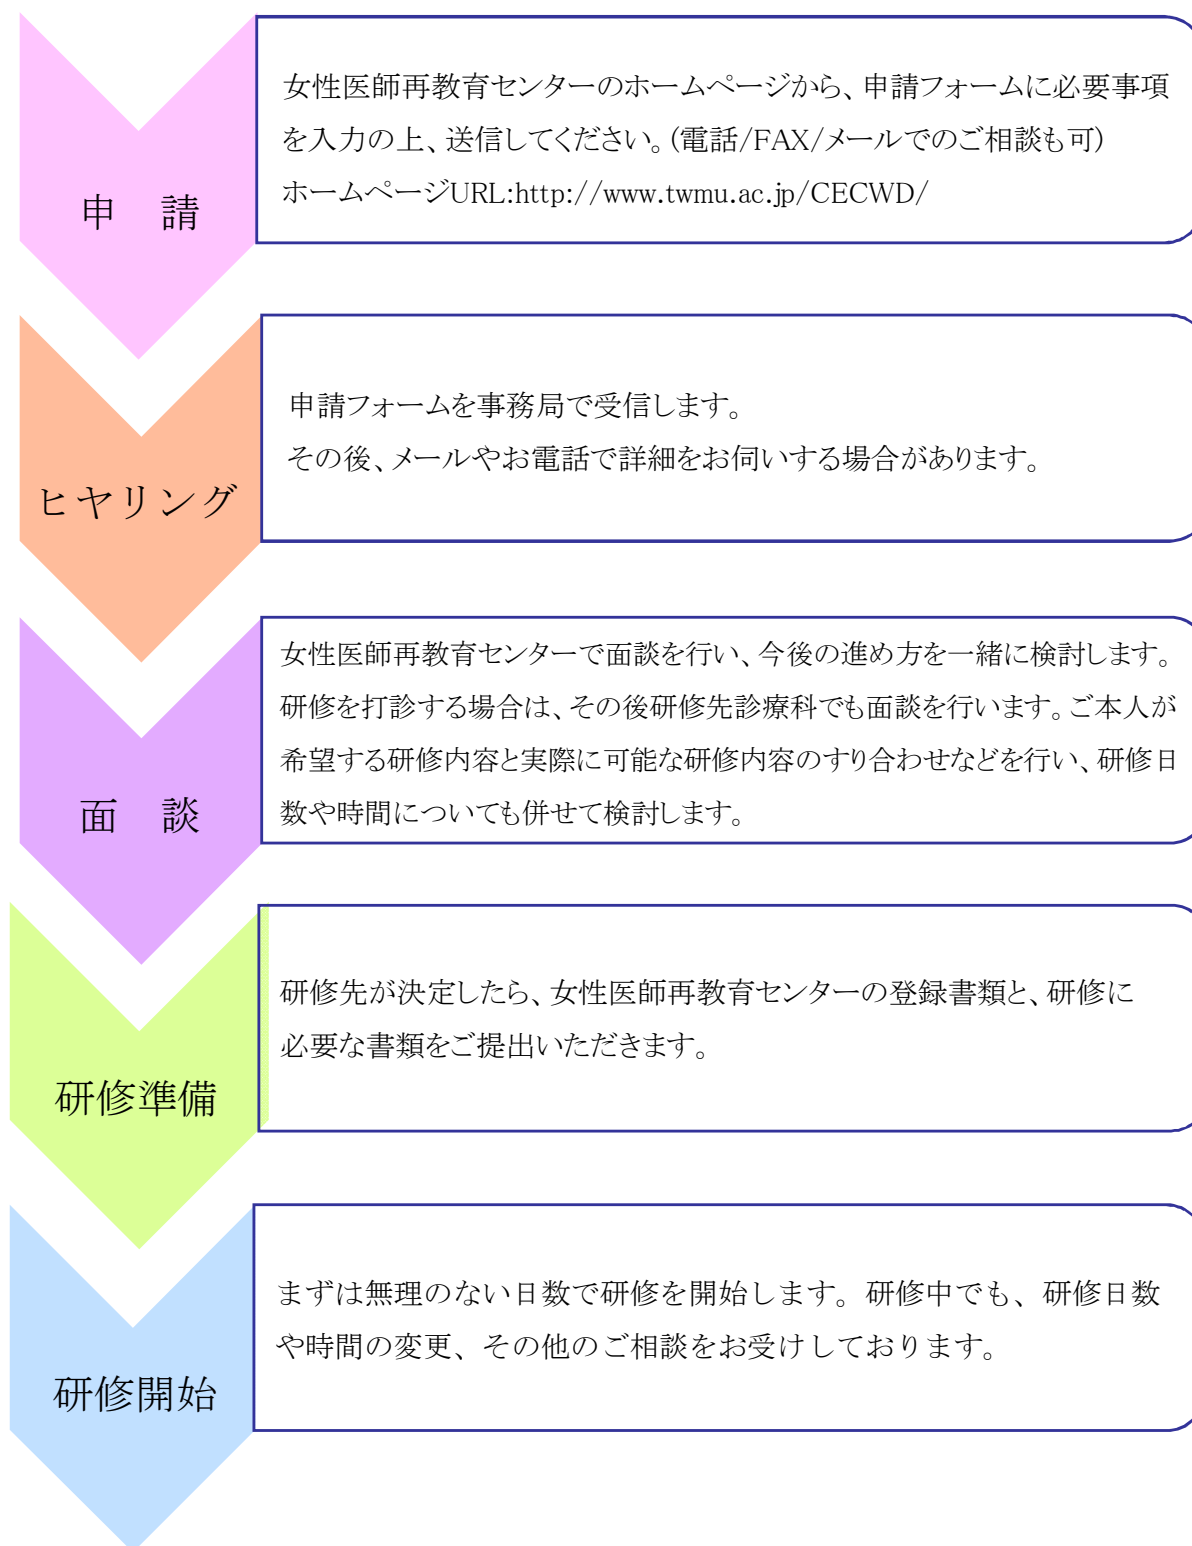 申　請
女性医師再教育センターのホームページから、申請フォームに必要事項
を入力の上、送信してください。(電話/FAX/メールでのご相談も可)
ホームページURL:http://www.twmu.ac.jp/CECWD/
ヒヤリング
申請フォームを事務局で受信します。
その後、メールやお電話で詳細をお伺いする場合があります。
面　談
女性医師再教育センターで面談を行い、今後の進め方を一緒に検討します。
研修を打診する場合は、その後研修先診療科でも面談を行います。ご本人が
希望する研修内容と実際に可能な研修内容のすり合わせなどを行い、研修日
数や時間についても併せて検討します。
研修準備
研修先が決定したら、女性医師再教育センターの登録書類と、研修に
必要な書類をご提出いただきます。
研修開始
まずは無理のない日数で研修を開始します。研修中でも、研修日数
や時間の変更、その他のご相談をお受けしております。